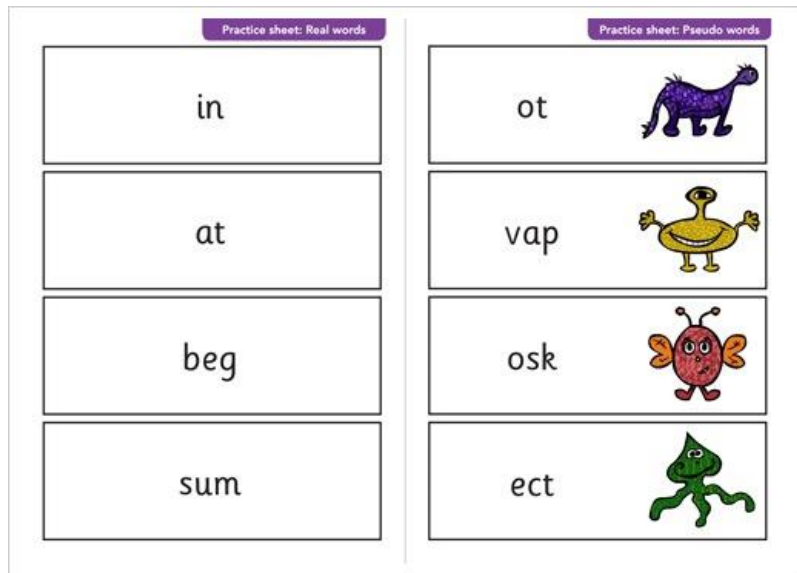 Practice sheet: Real words
in
at
beg
sum
Practice sheet: Pseudo words
ot
vap
osk
ect